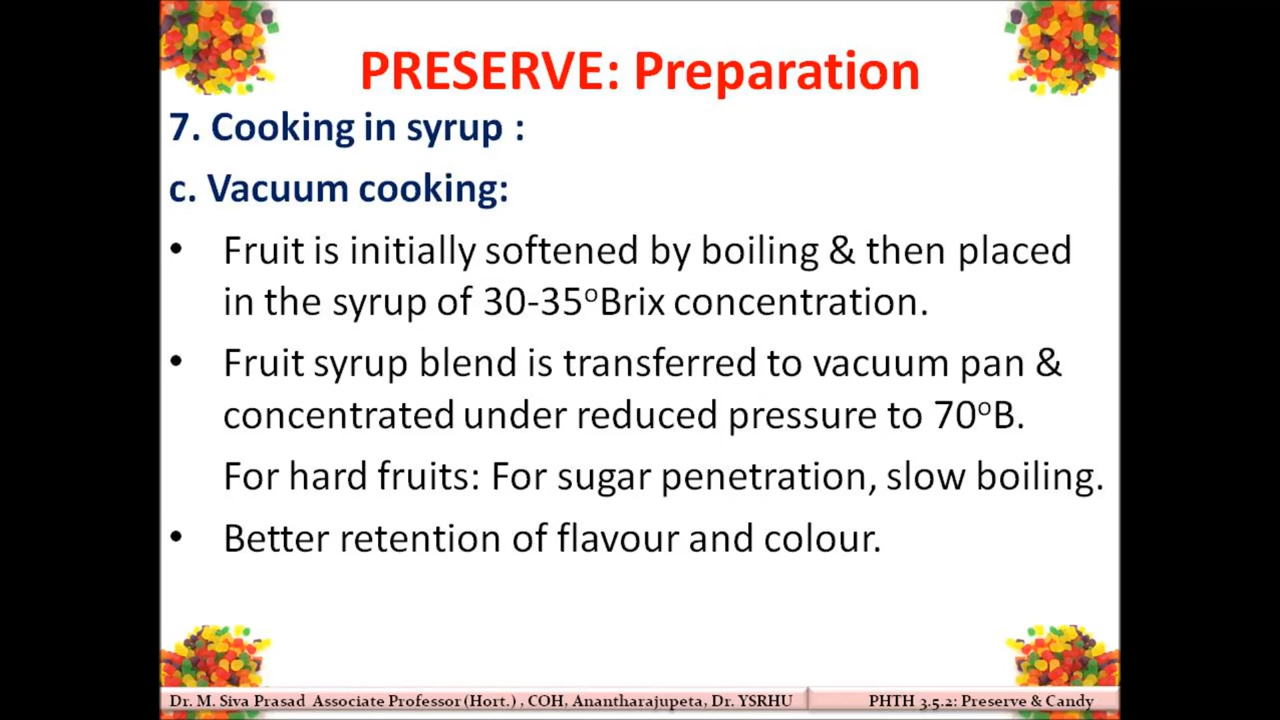 PRESERVE: Preparation
7. Cooking in syrup :
c. Vacuum cooking:
• Fruit is initially softened by boiling & then placed
in the syrup of 30-35ᵒBrix concentration.
• Fruit syrup blend is transferred to vacuum pan &
concentrated under reduced pressure to 70ᵒB.
For hard fruits: For sugar penetration, slow boiling.
• Better retention of flavour and colour.
Dr. M. Siva Prasad Associate Professor (Hort.) , COH, Anantharajupeta, Dr. YSRHU
PHTH 3.5.2: Preserve & Candy